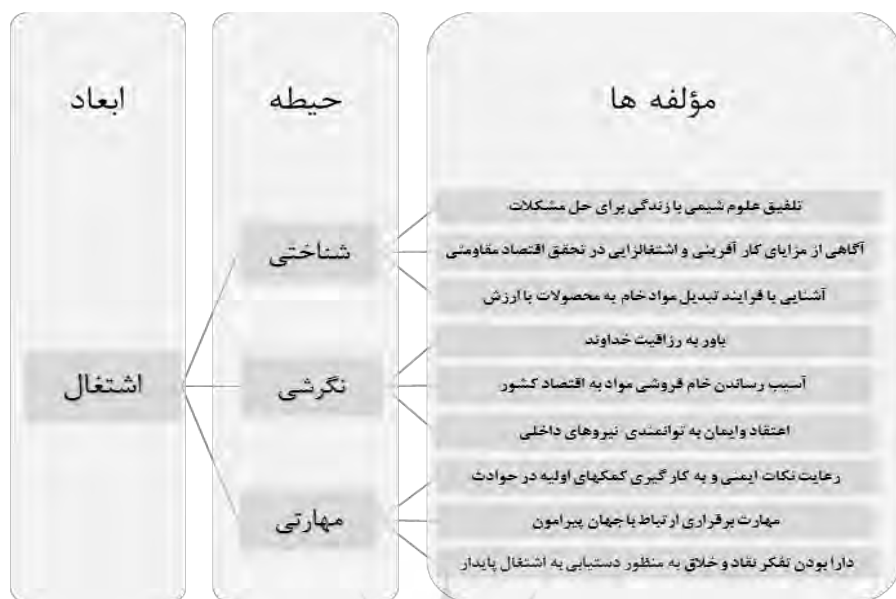 ابعاد
حیطه
مؤلفه ها
اشتغال
شناختی
تلفیق علوم شیمی با زندگی برای حل مشکلات
آگاهی از مزایای کار آفرینی و اشتغالزایی در تحقق اقتصاد مقاومتی
آشنایی با فرایند تبدیل مواد خام به محصولات با ارزش
نگرشی
باور به رزاقیت خداوند
آسیب رساندن خام فروشی مواد به اقتصاد کشور
اعتقاد وایمان به توانمندی نیروهای داخلی
مهارتی
رعایت نکات ایمنی و به کار گیری کمکهای اولیه در حوادث
مهارت برقراری ارتباط با جهان پیرامون
دارا بودن تفکر نقاد و خلاق به منظور دستیابی به اشتغال پایدار